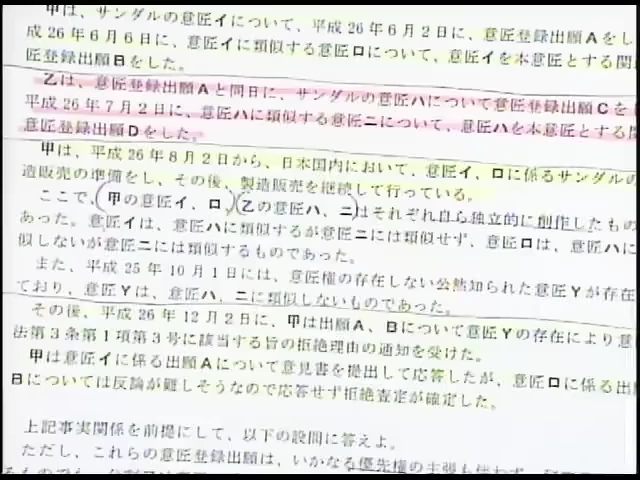 甲は、サンダルの意匠イについて、平成26年6月2日に、意匠登録出願Aをし
成26年6月6日に、意匠イに類似する意匠ロについて、意匠イを本意匠とする関
匠登録出願Bをした。
乙は、意匠登録出願Aと同日に、サンダルの意匠ハについて意匠登録出願Cを
平成26年7月2日に、意匠ハに類似する意匠ニについて、意匠ハを本意匠とする
意匠登録出願Dをした。
甲は、平成26年8月2日から、日本国内において、意匠イ、ロに係るサンダルの
造販売の準備をし、その後、製造販売を継続して行っている。
ここで、(甲の意匠イ、ロ、)(乙の意匠ハ、ニ)はそれぞれ自ら独立的に創作したもの
あった。意匠イは、意匠ハに類似するが意匠ニには類似せず、意匠ロは、意匠ハに
似しないが意匠ニには類似するものであった。
また、平成25年10月1日には、意匠権の存在しない公然知られた意匠Yが存在
ており、意匠Yは、意匠ハ、ニに類似しないものであった。
その後、平成26年12月2日に、甲は出願A、Bについて意匠Yの存在により意
法第3条第1項第3号に該当する旨の拒絶理由の通知を受けた。
甲は意匠イに係る出願Aについて意見書を提出して応答したが、意匠ロに係る出
Bについては反論が難しそうなので応答せず拒絶査定が確定した。
上記事実関係を前提にして、以下の設問に答えよ。
ただし、これらの意匠登録出願は、いかなる優先権の主張も伴わず、